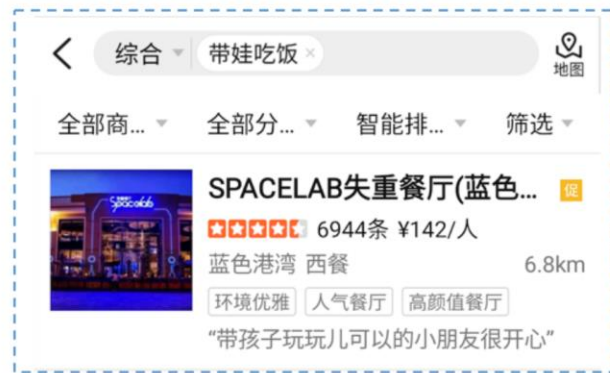 综合 带娃吃饭 ×
地图
全部商... 全部分... 智能排... 筛选
SPACELAB失重餐厅(蓝色... 促
Spacelab
6944条 ¥142/人
蓝色港湾 西餐 6.8km
环境优雅 人气餐厅 高颜值餐厅
“带孩子玩玩儿可以的小朋友很开心”